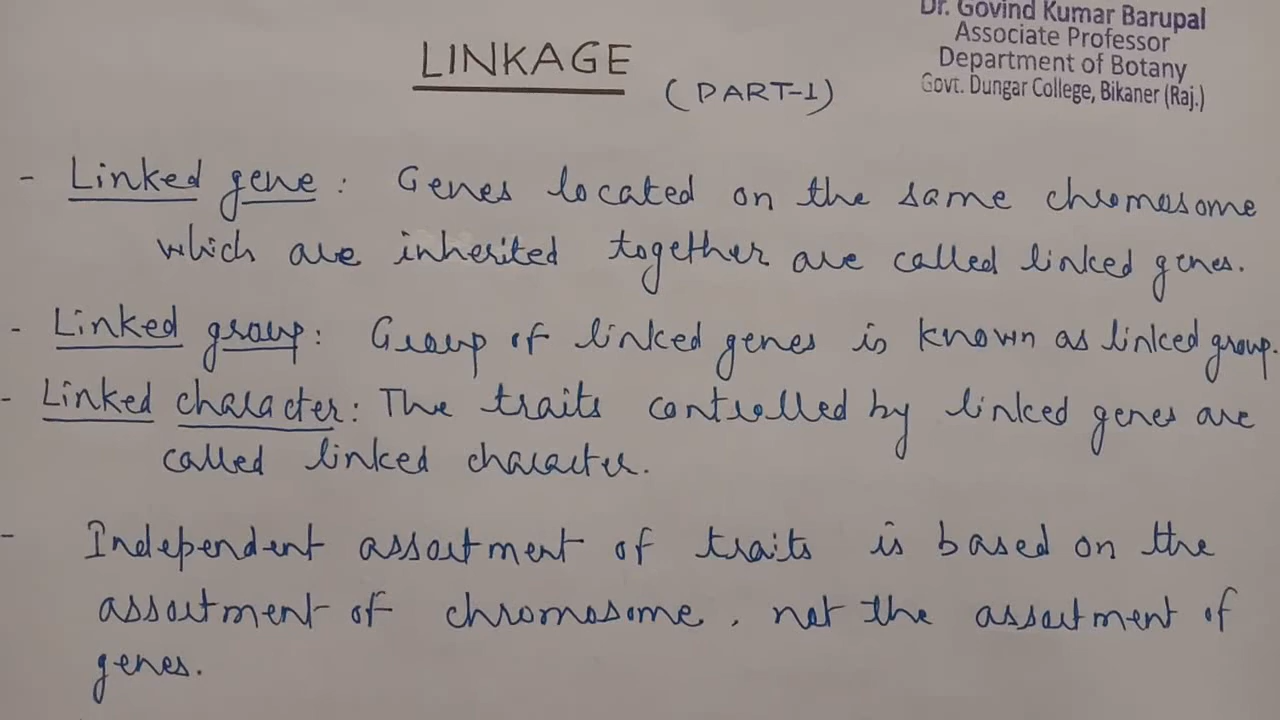 Dr. Govind Kumar Barupal
Associate Professor
Department of Botany
Govt. Dungar College, Bikaner (Raj.)
LINKAGE
(PART-1)
- Linked gene: Genes located on the same chromosome
which are inherited together are called linked genes.
- Linked group: Group of linked genes is known as linked group.
- Linked character: The traits controlled by linked genes are
called linked character.
- Independent assortment of traits is based on the
assortment of chromosome, not the assortment of
genes.